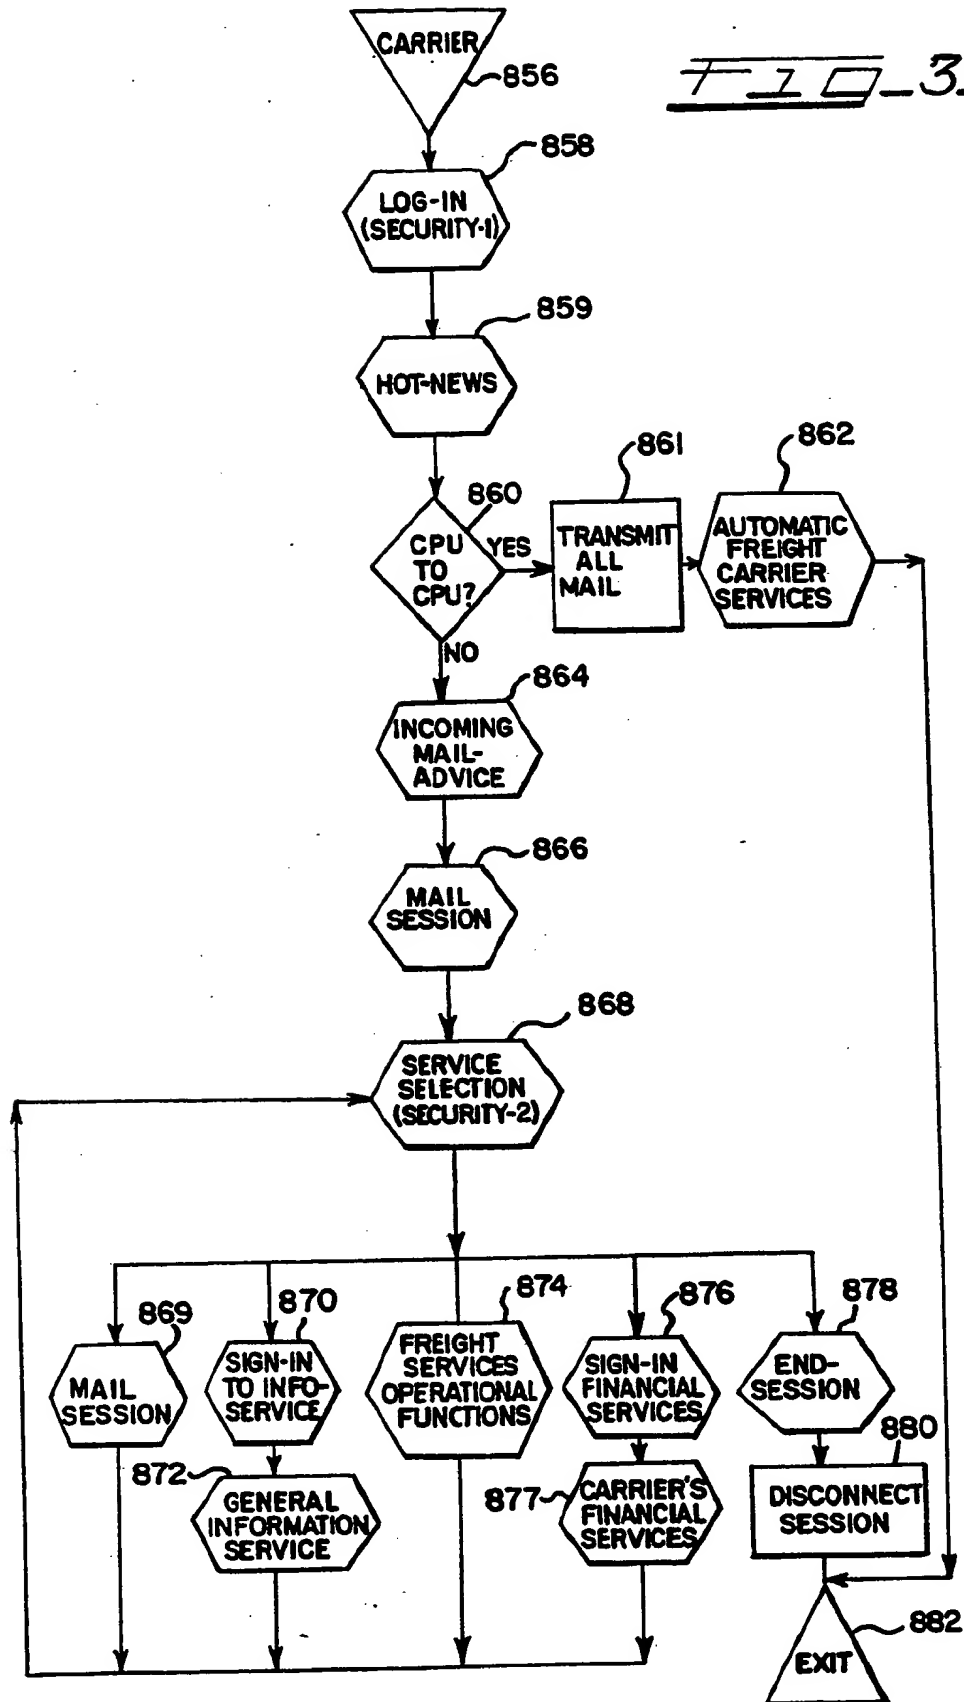 CARRIER
FIG_3.
856
858
LOG-IN
(SECURITY-1)
859
HOT-NEWS
860
CPU
TO
CPU?
YES
861
TRANSMIT
ALL
MAIL
862
AUTOMATIC
FREIGHT
CARRIER
SERVICES
NO
864
INCOMING
MAIL-
ADVICE
866
MAIL
SESSION
868
SERVICE
SELECTION
(SECURITY-2)
869
MAIL
SESSION
870
SIGN-IN
TO INFO-
SERVICE
872
GENERAL
INFORMATION
SERVICE
874
FREIGHT
SERVICES
OPERATIONAL
FUNCTIONS
876
SIGN-IN
FINANCIAL
SERVICES
877
CARRIER'S
FINANCIAL
SERVICES
878
END-
SESSION
880
DISCONNECT
SESSION
882
EXIT